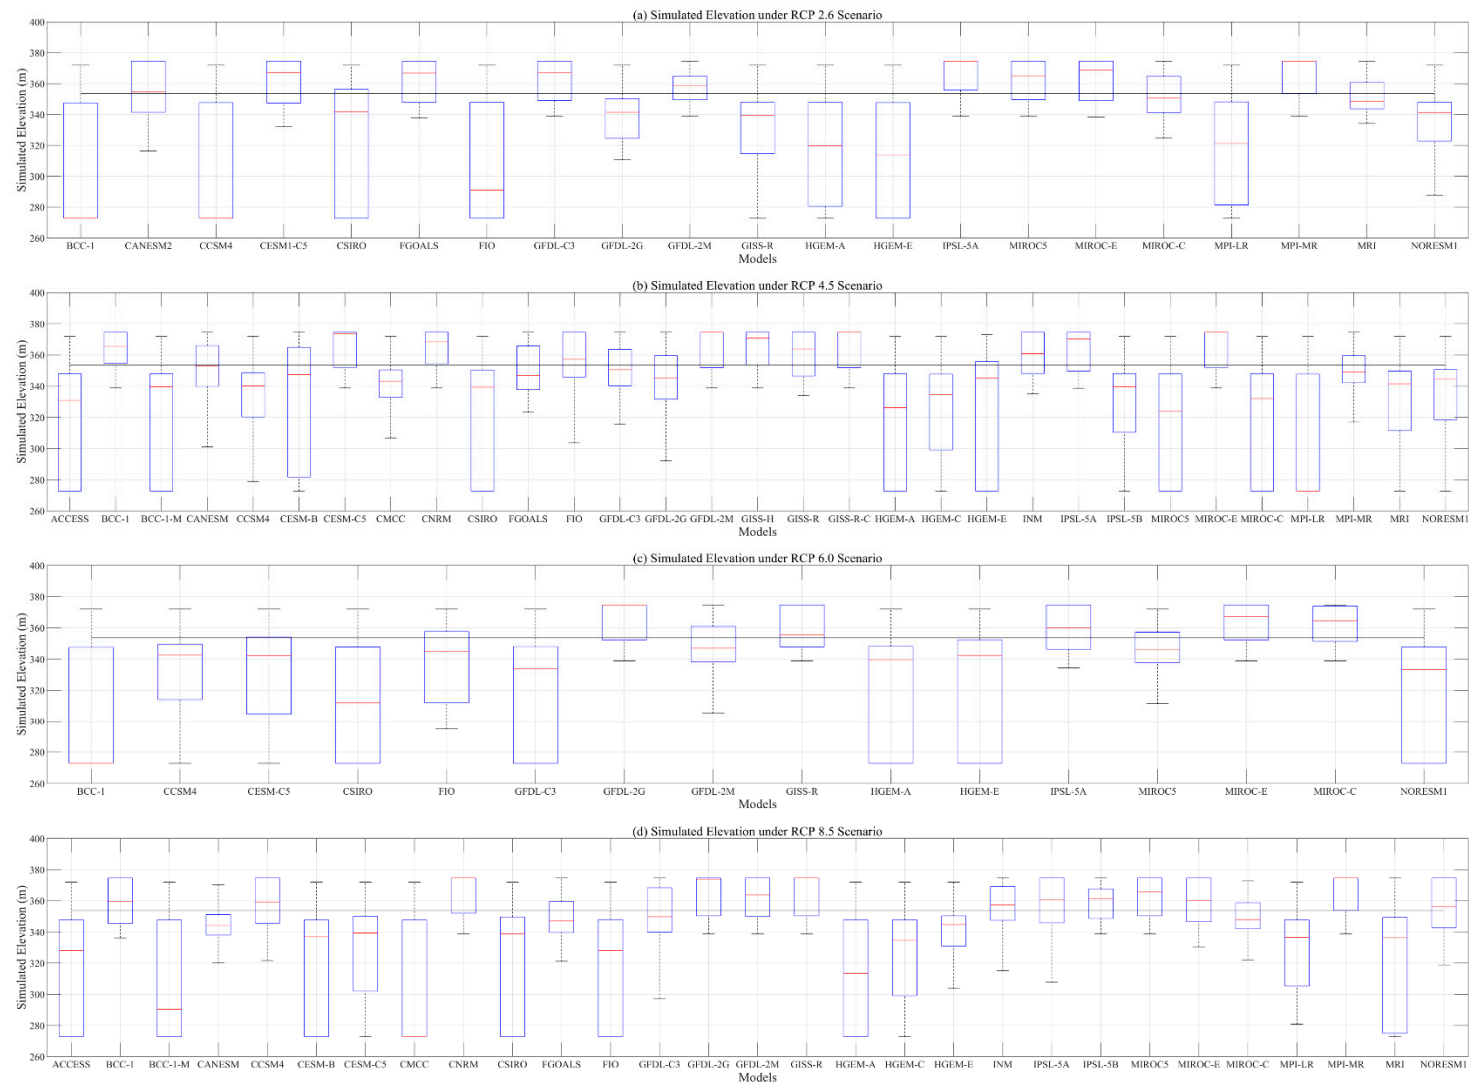 (a) Simulated Elevation under RCP 2.6 Scenario
Simulated Elevation (m)
400
380
360
340
320
300
280
260
BCC-1 CANESM2 CCSM4 CESM1-C5 CSIRO FGOALS FIO GFDL-C3 GFDL-2G GFDL-2M GISS-R HGEM-A HGEM-E IPSL-5A MIROC5 MIROC-E MIROC-C MPI-LR MPI-MR MRI NORESM1
Models
(b) Simulated Elevation under RCP 4.5 Scenario
Simulated Elevation (m)
400
380
360
340
320
300
280
260
ACCESS BCC-1 BCC-1-M CANESM CCSM4 CESM-B CESM-C5 CMCC CNRM CSIRO FGOALS FIO GFDL-C3 GFDL-2G GFDL-2M GISS-H GISS-R GISS-R-C HGEM-A HGEM-C HGEM-E INM IPSL-5A IPSL-5B MIROC5 MIROC-E MIROC-C MPI-LR MPI-MR MRI NORESM1
Models
(c) Simulated Elevation under RCP 6.0 Scenario
Simulated Elevation (m)
400
380
360
340
320
300
280
260
BCC-1 CCSM4 CESM-C5 CSIRO FIO GFDL-C3 GFDL-2G GFDL-2M GISS-R HGEM-A HGEM-E IPSL-5A MIROC5 MIROC-E MIROC-C NORESM1
Models
(d) Simulated Elevation under RCP 8.5 Scenario
Simulated Elevation (m)
400
380
360
340
320
300
280
260
ACCESS BCC-1 BCC-1-M CANESM CCSM4 CESM-B CESM-C5 CMCC CNRM CSIRO FGOALS FIO GFDL-C3 GFDL-2G GFDL-2M GISS-R HGEM-A HGEM-C HGEM-E INM IPSL-5A IPSL-5B MIROC5 MIROC-E MIROC-C MPI-LR MPI-MR MRI NORESM1
Models